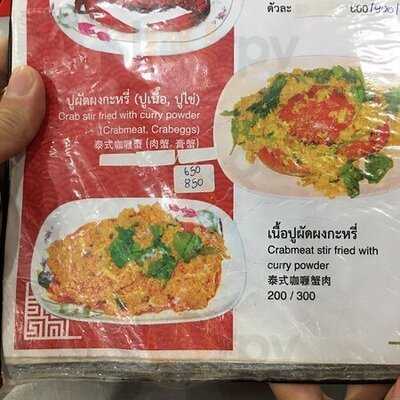 ตัวละ
ปูผัดผงกะหรี่ (ปูเนื้อ, ปูไข่)
Crab stir fried with curry powder
(Crabmeat. Crabeggs)
泰式咖喱蟹 (肉蟹, 膏蟹)
650
850
เนื้อปูผัดผงกะหรี่
Crabmeat stir fried with
curry powder
泰式咖喱蟹肉
200 / 300